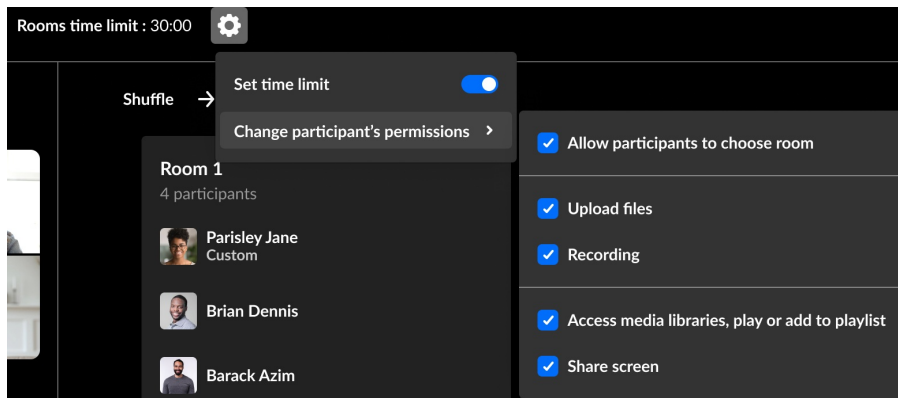 Rooms time limit : 30:00
Set time limit
Shuffle
Change participant's permissions
Allow participants to choose room
Room 1
4 participants
Upload files
Parisley Jane
Custom
Recording
Brian Dennis
Access media libraries, play or add to playlist
Share screen
Barack Azim